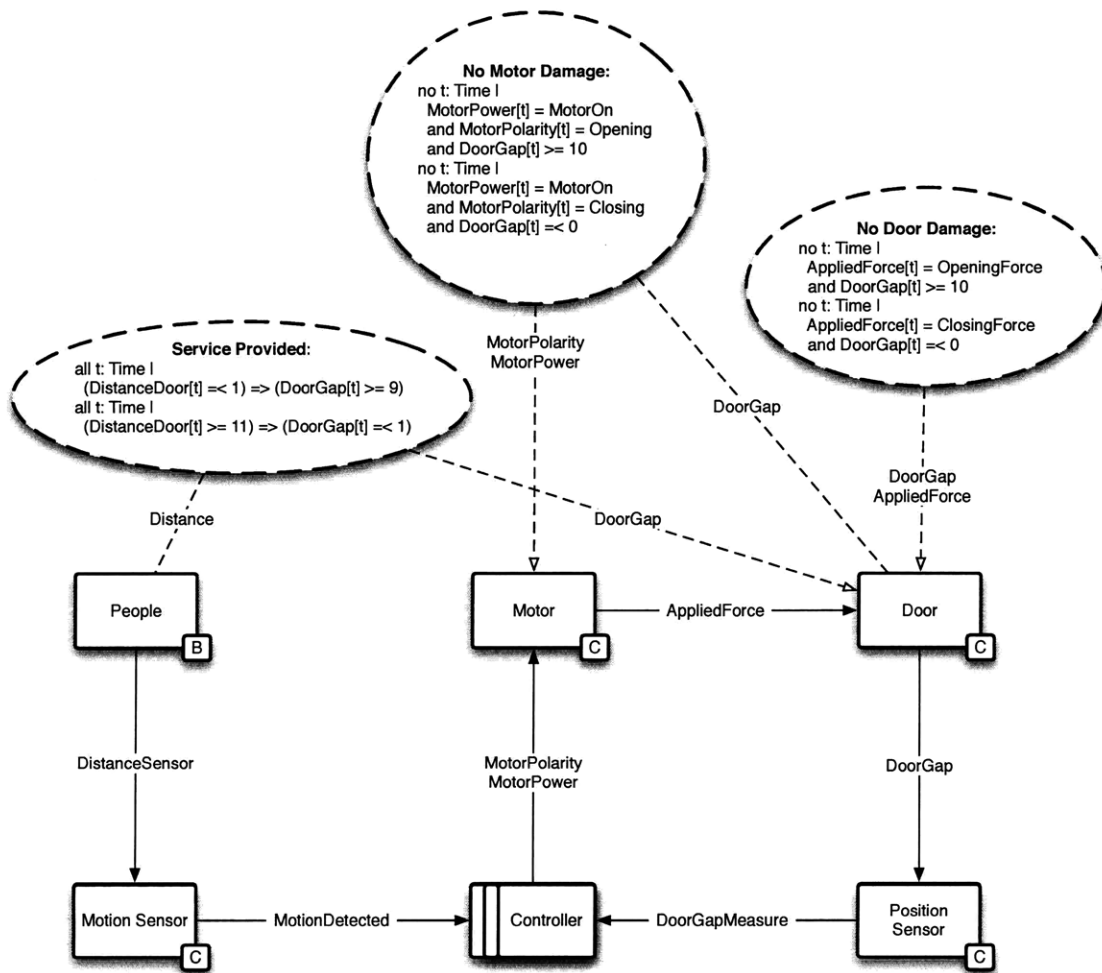 No Motor Damage:
no t: Time |
MotorPower[t] = MotorOn
and MotorPolarity[t] = Opening
and DoorGap[t] >= 10
no t: Time |
MotorPower[t] = MotorOn
and MotorPolarity[t] = Closing
and DoorGap[t] =< 0
No Door Damage:
no t: Time |
AppliedForce[t] = OpeningForce
and DoorGap[t] >= 10
no t: Time |
AppliedForce[t] = ClosingForce
and DoorGap[t] =< 0
Service Provided:
all t: Time |
(DistanceDoor[t] =< 1) => (DoorGap[t] >= 9)
all t: Time |
(DistanceDoor[t] >= 11) => (DoorGap[t] =< 1)
MotorPolarity
MotorPower
DoorGap
DoorGap
AppliedForce
Distance
DoorGap
People
B
Motor
C
AppliedForce
Door
C
DistanceSensor
MotorPolarity
MotorPower
DoorGap
Motion Sensor
C
MotionDetected
Controller
DoorGapMeasure
Position
Sensor
C